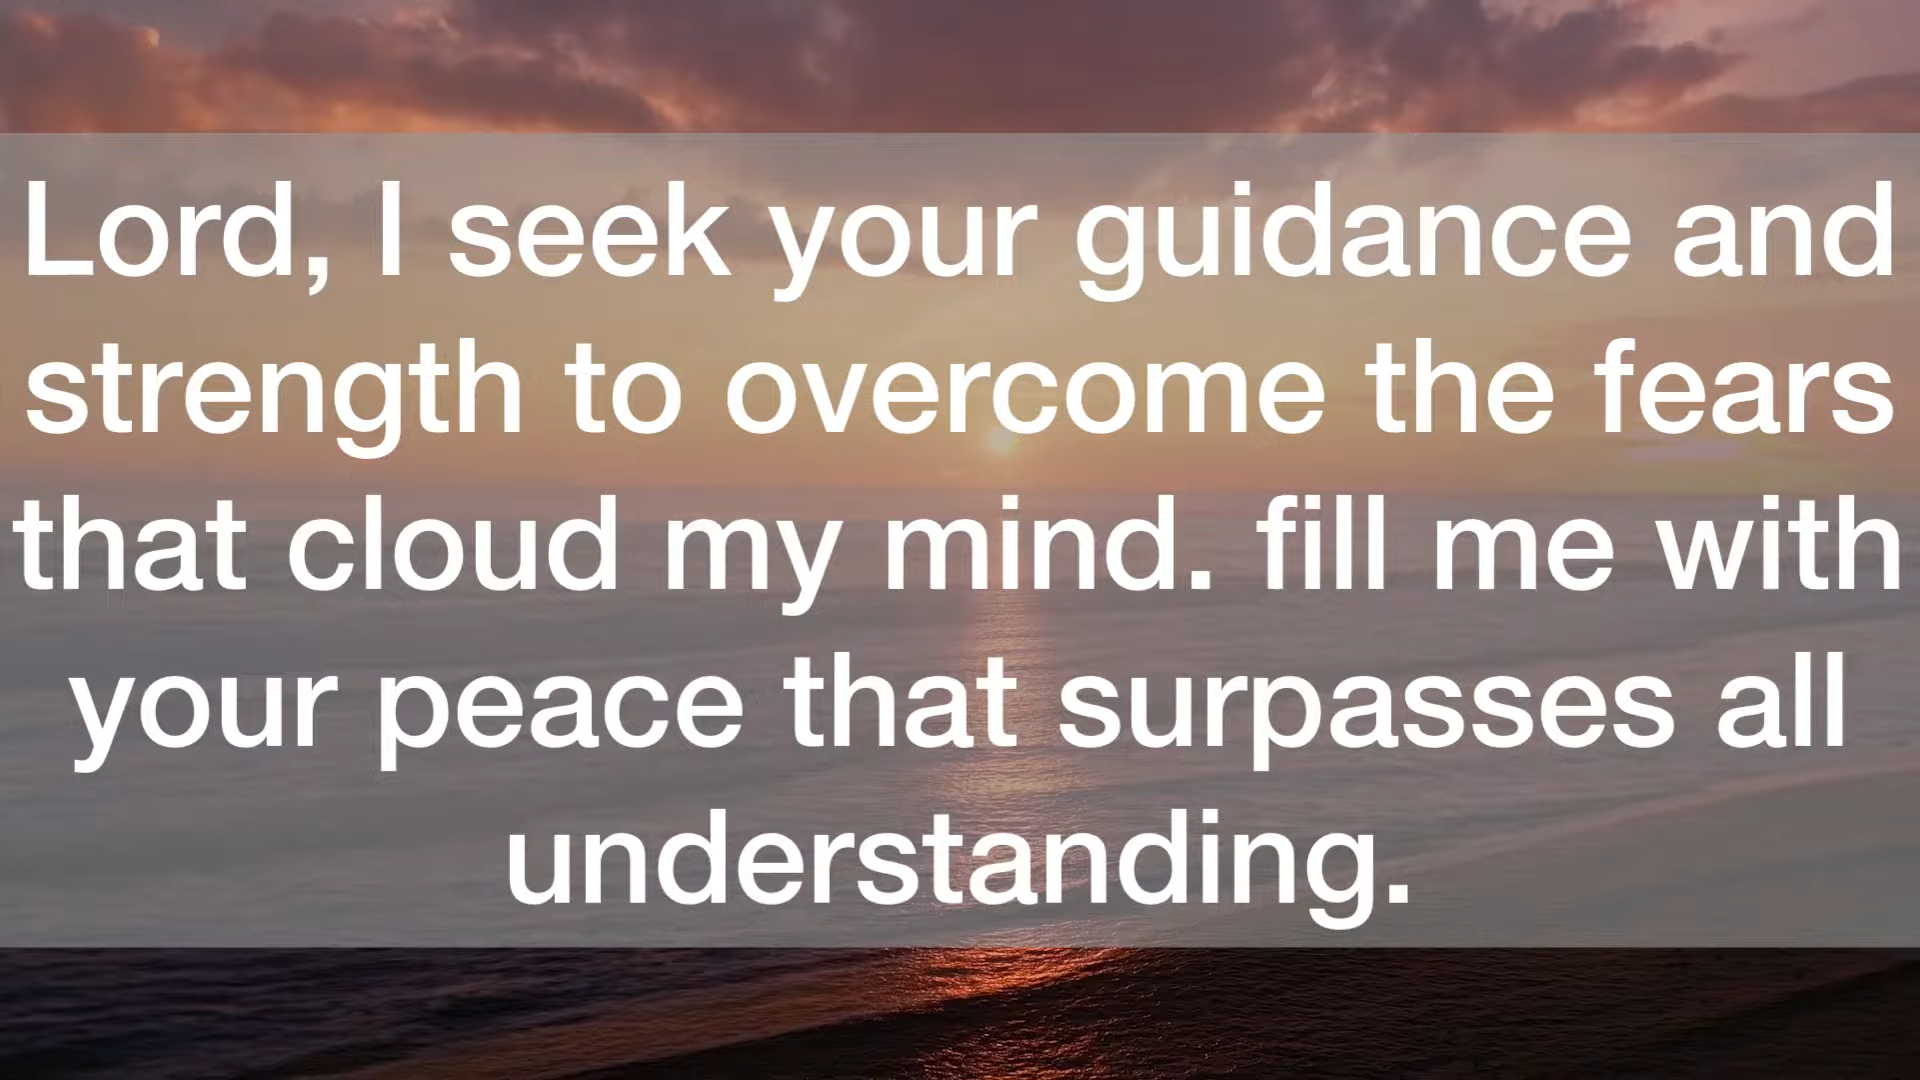 Lord, I seek your guidance and
strength to overcome the fears
that cloud my mind. fill me with
your peace that surpasses all
understanding.